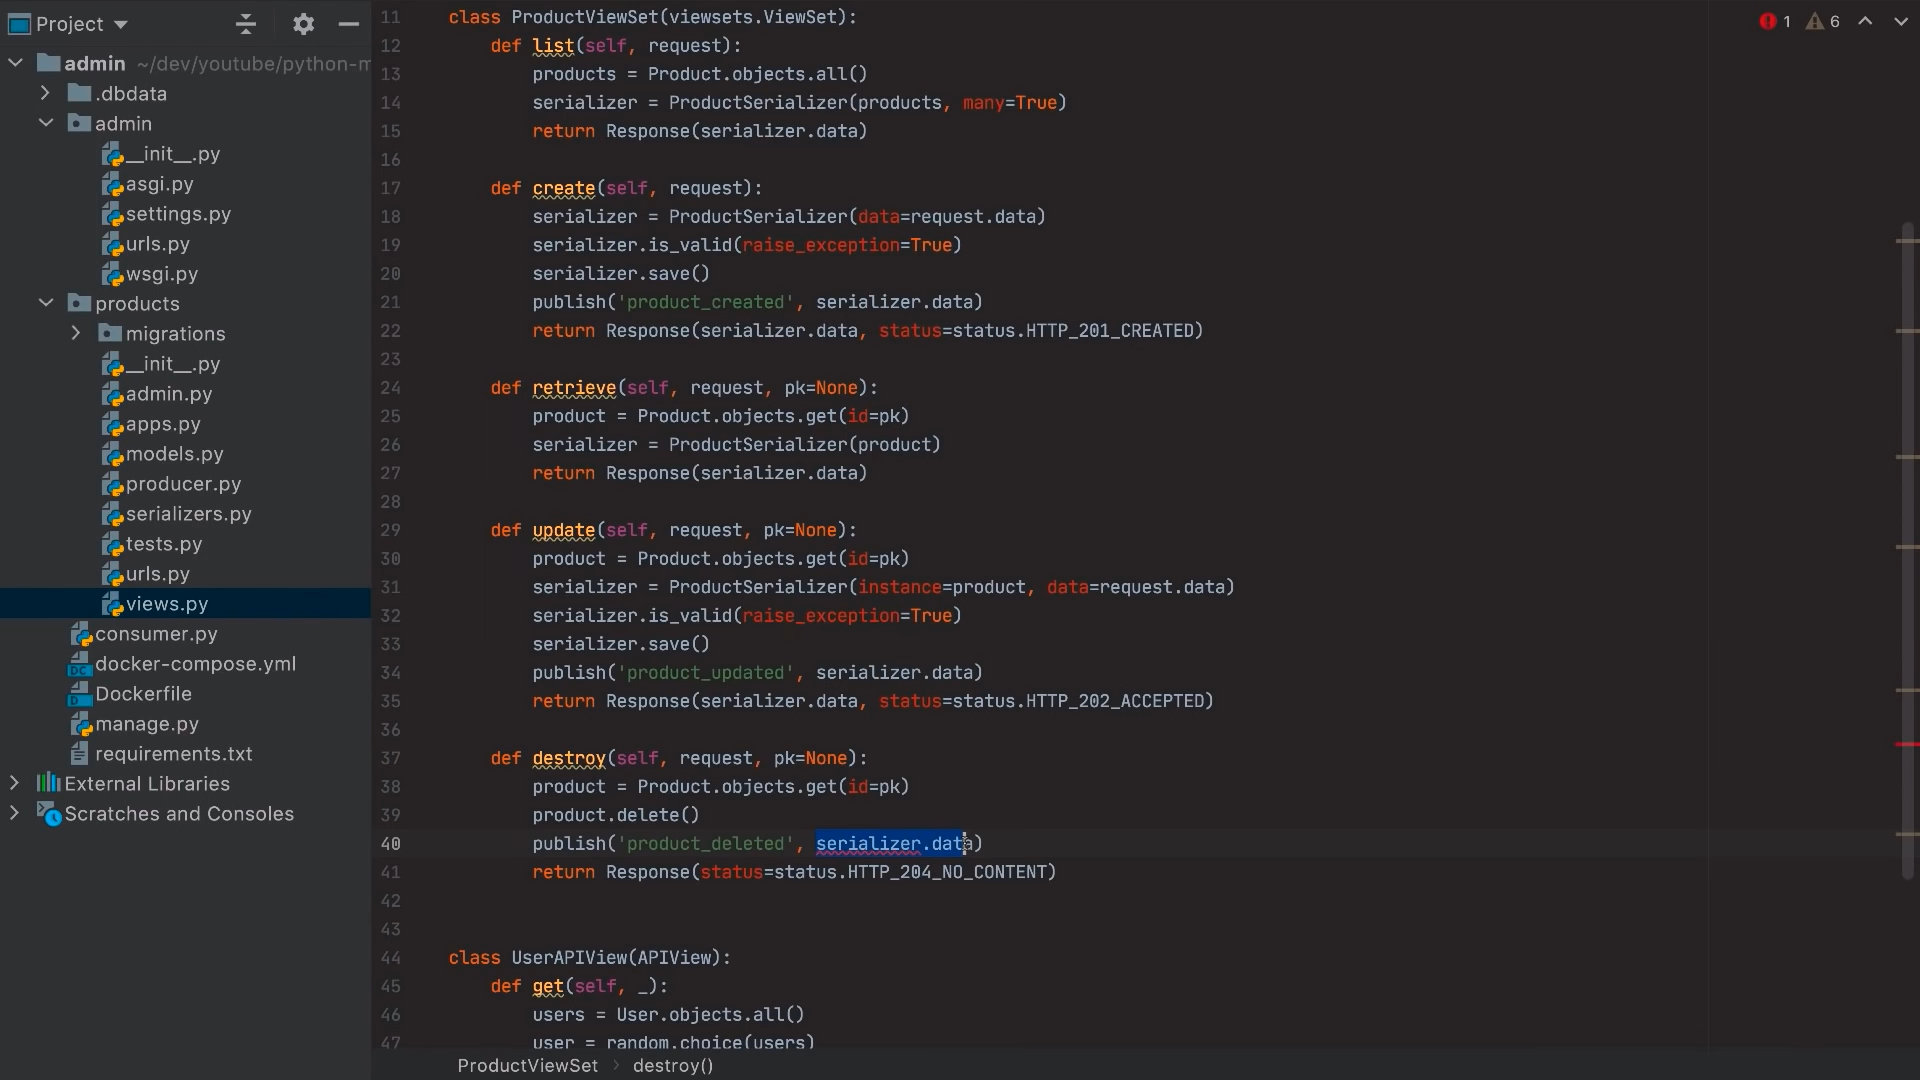 Project
admin ~/dev/youtube/python-m
.dbdata
admin
__init__.py
asgi.py
settings.py
urls.py
wsgi.py
products
migrations
__init__.py
admin.py
apps.py
models.py
producer.py
serializers.py
tests.py
urls.py
views.py
consumer.py
docker-compose.yml
Dockerfile
manage.py
requirements.txt
External Libraries
Scratches and Consoles
1 6
11 class ProductViewSet(viewsets.ViewSet):
12 def list(self, request):
13 products = Product.objects.all()
14 serializer = ProductSerializer(products, many=True)
15 return Response(serializer.data)
16
17 def create(self, request):
18 serializer = ProductSerializer(data=request.data)
19 serializer.is_valid(raise_exception=True)
20 serializer.save()
21 publish('product_created', serializer.data)
22 return Response(serializer.data, status=status.HTTP_201_CREATED)
23
24 def retrieve(self, request, pk=None):
25 product = Product.objects.get(id=pk)
26 serializer = ProductSerializer(product)
27 return Response(serializer.data)
28
29 def update(self, request, pk=None):
30 product = Product.objects.get(id=pk)
31 serializer = ProductSerializer(instance=product, data=request.data)
32 serializer.is_valid(raise_exception=True)
33 serializer.save()
34 publish('product_updated', serializer.data)
35 return Response(serializer.data, status=status.HTTP_202_ACCEPTED)
36
37 def destroy(self, request, pk=None):
38 product = Product.objects.get(id=pk)
39 product.delete()
40 publish('product_deleted', serializer.data)
41 return Response(status=status.HTTP_204_NO_CONTENT)
42
43
44 class UserAPIView(APIView):
45 def get(self, _):
46 users = User.objects.all()
47 user = random.choice(users)
ProductViewSet > destroy()